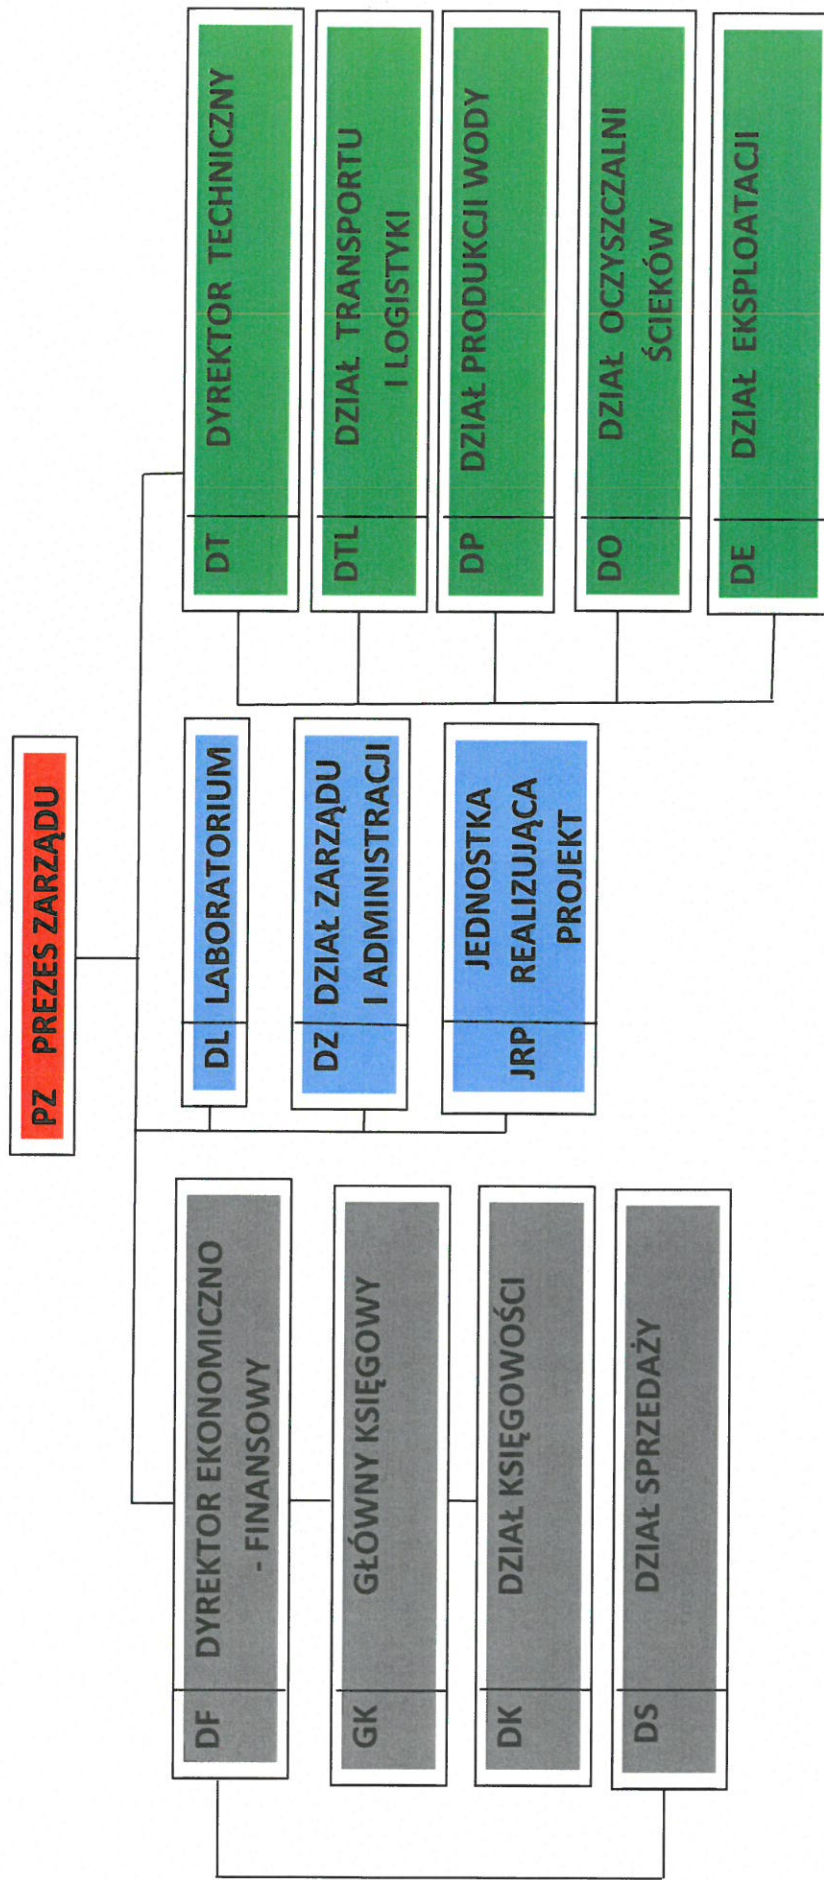 PZ PREZES ZARZĄDU
DF DYREKTOR EKONOMICZNO
- FINANSOWY
GK GŁÓWNY KSIĘGOWY
DK DZIAŁ KSIĘGOWOŚCI
DS DZIAŁ SPRZEDAŻY
DL LABORATORIUM
DZ DZIAŁ ZARZĄDU
I ADMINISTRACJI
JEDNOSTKA
JRP REALIZUJĄCA
PROJEKT
DT DYREKTOR TECHNICZNY
DTL DZIAŁ TRANSPORTU
I LOGISTYKI
DP DZIAŁ PRODUKCJI WODY
DO DZIAŁ OCZYSZCZALNI
ŚCIEKÓW
DE DZIAŁ EKSPLOATACJI